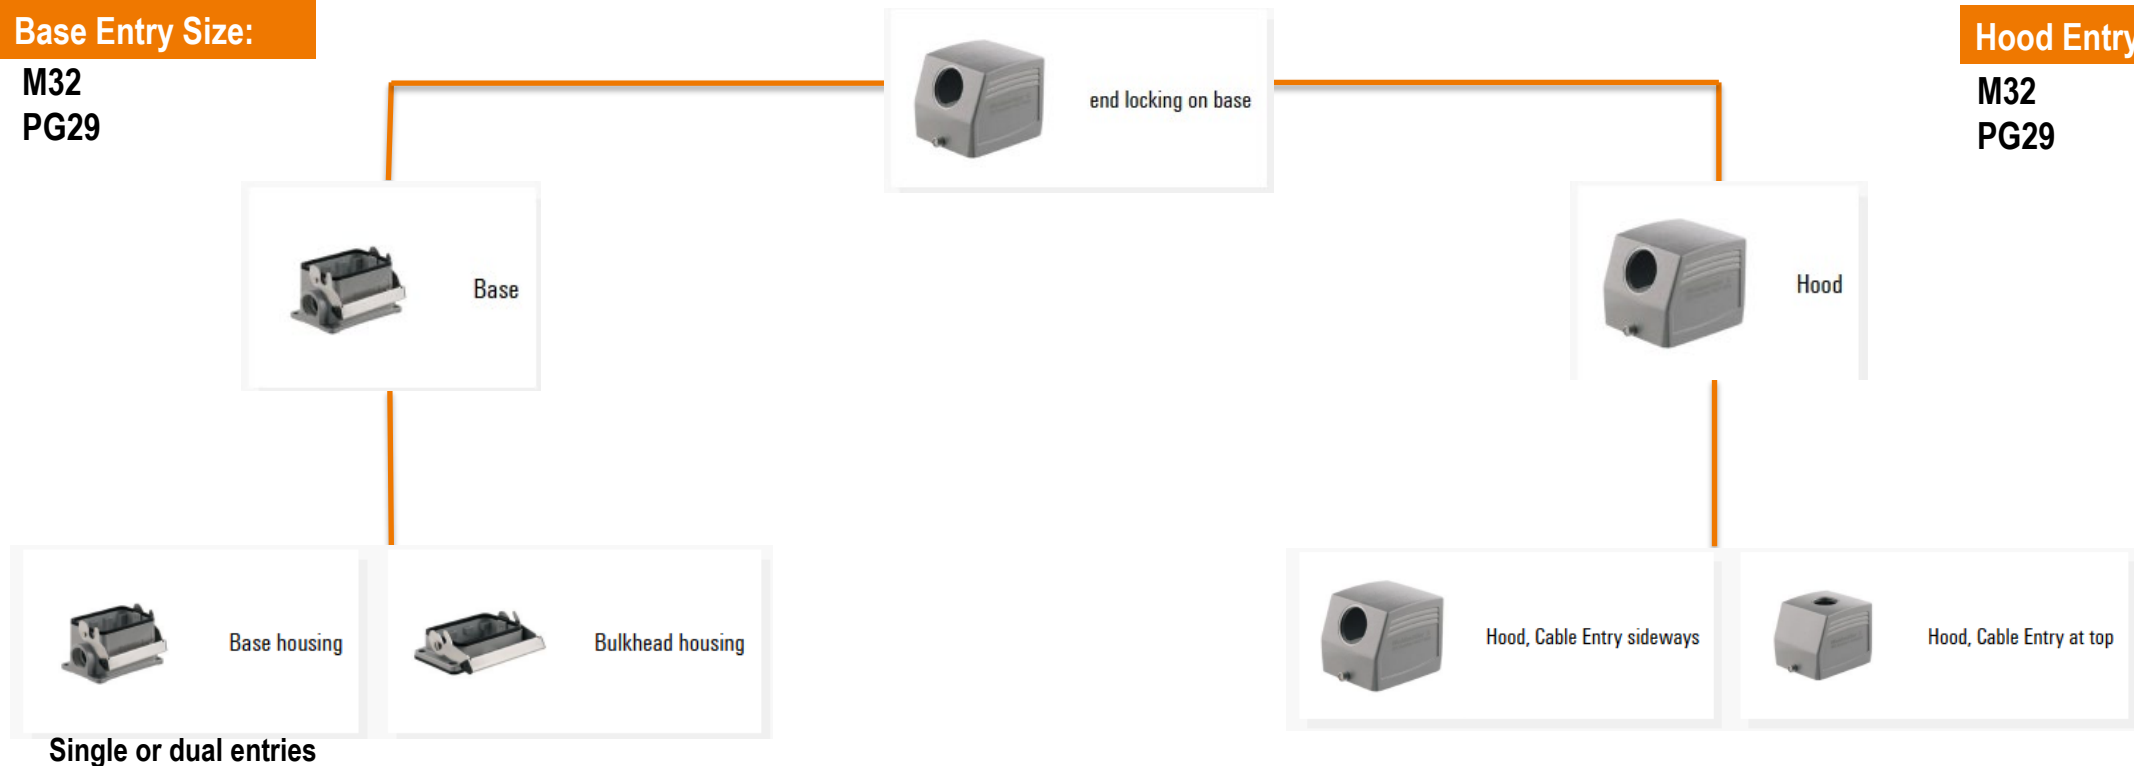 Base Entry Size:
M32
PG29
end locking on base
Hood Entry
M32
PG29
Base
Hood
Base housing
Bulkhead housing
Hood, Cable Entry sideways
Hood, Cable Entry at top
Single or dual entries